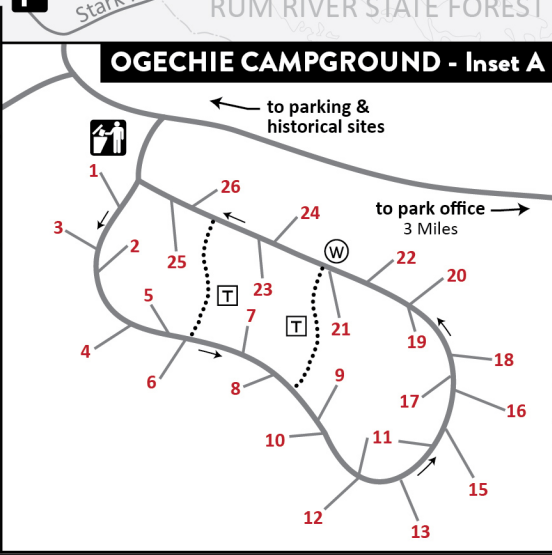 Stark
RUM RIVER STATE FOREST
OGECHIE CAMPGROUND - Inset A
to parking &
historical sites
1
26
24
to park office
3 Miles
3
2
25
W
22
20
23
T
5
7
T
21
19
4
6
8
9
18
17
16
10
11
15
12
13